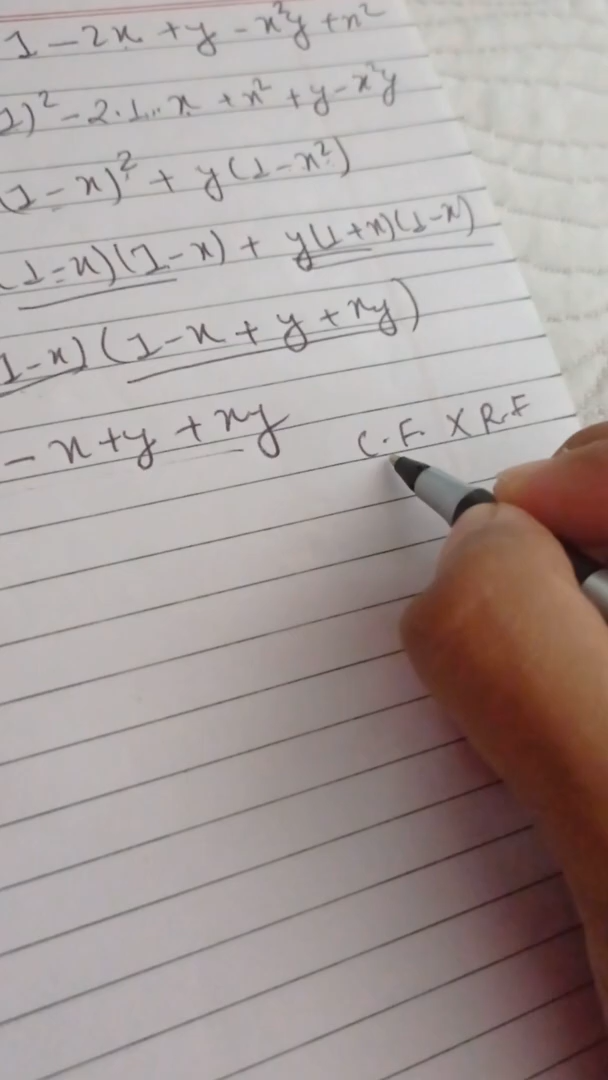 1 - 2x + y - x²y + x²
1)² - 2.1.x + x² + y - x²y
(1 - x)² + y(1 - x²)
(1 - x)(1 - x) + y(1 + x)(1 - x)
1 - x)(1 - x + y + xy)
- x + y + xy C.F. X R.F